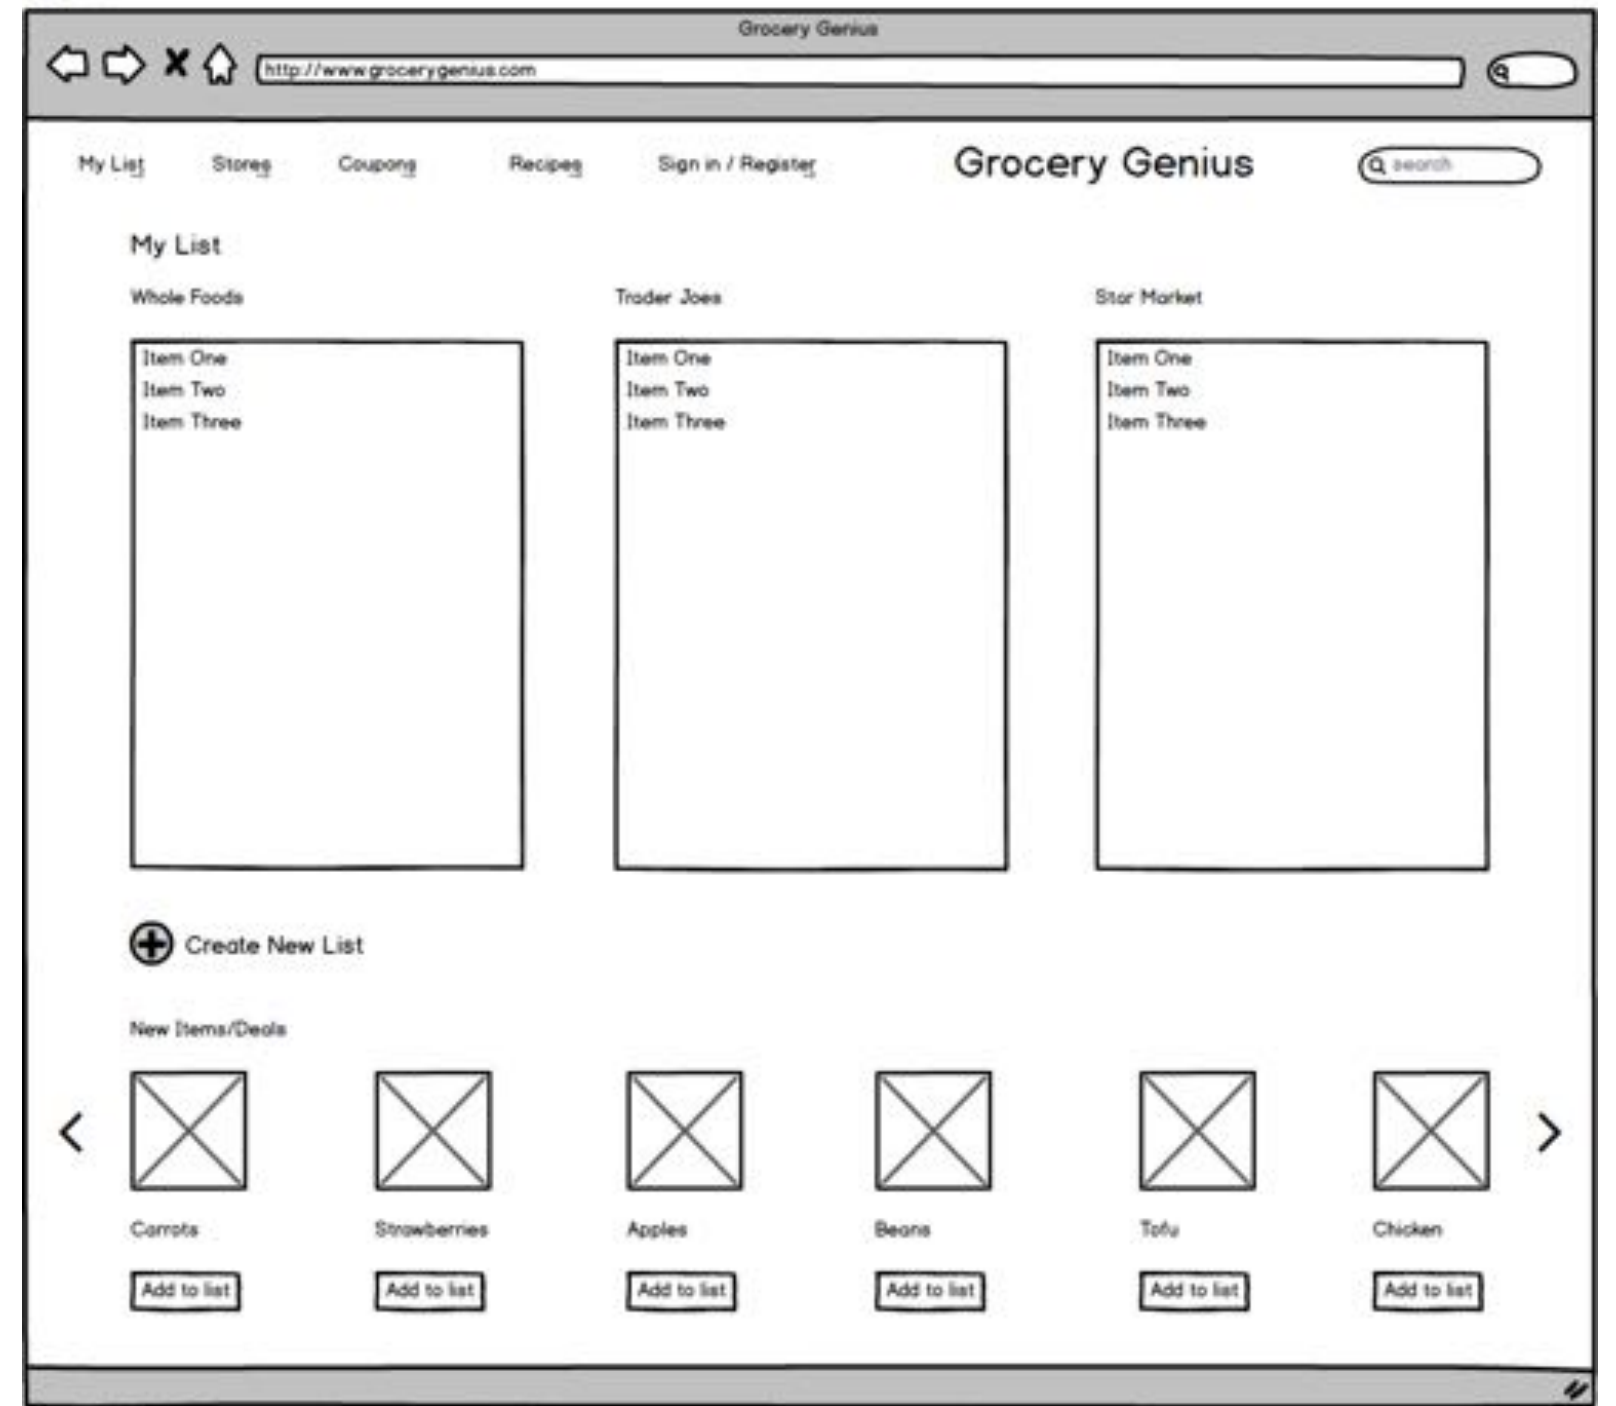 Grocery Genius
http://www.grocerygenius.com
My List Stores Coupons Recipes Sign in / Register Grocery Genius search
My List
Whole Foods Trader Joes Star Market
Item One Item One Item One
Item Two Item Two Item Two
Item Three Item Three Item Three
Create New List
New Items/Deals
Carrots Strawberries Apples Beans Tofu Chicken
Add to list Add to list Add to list Add to list Add to list Add to list